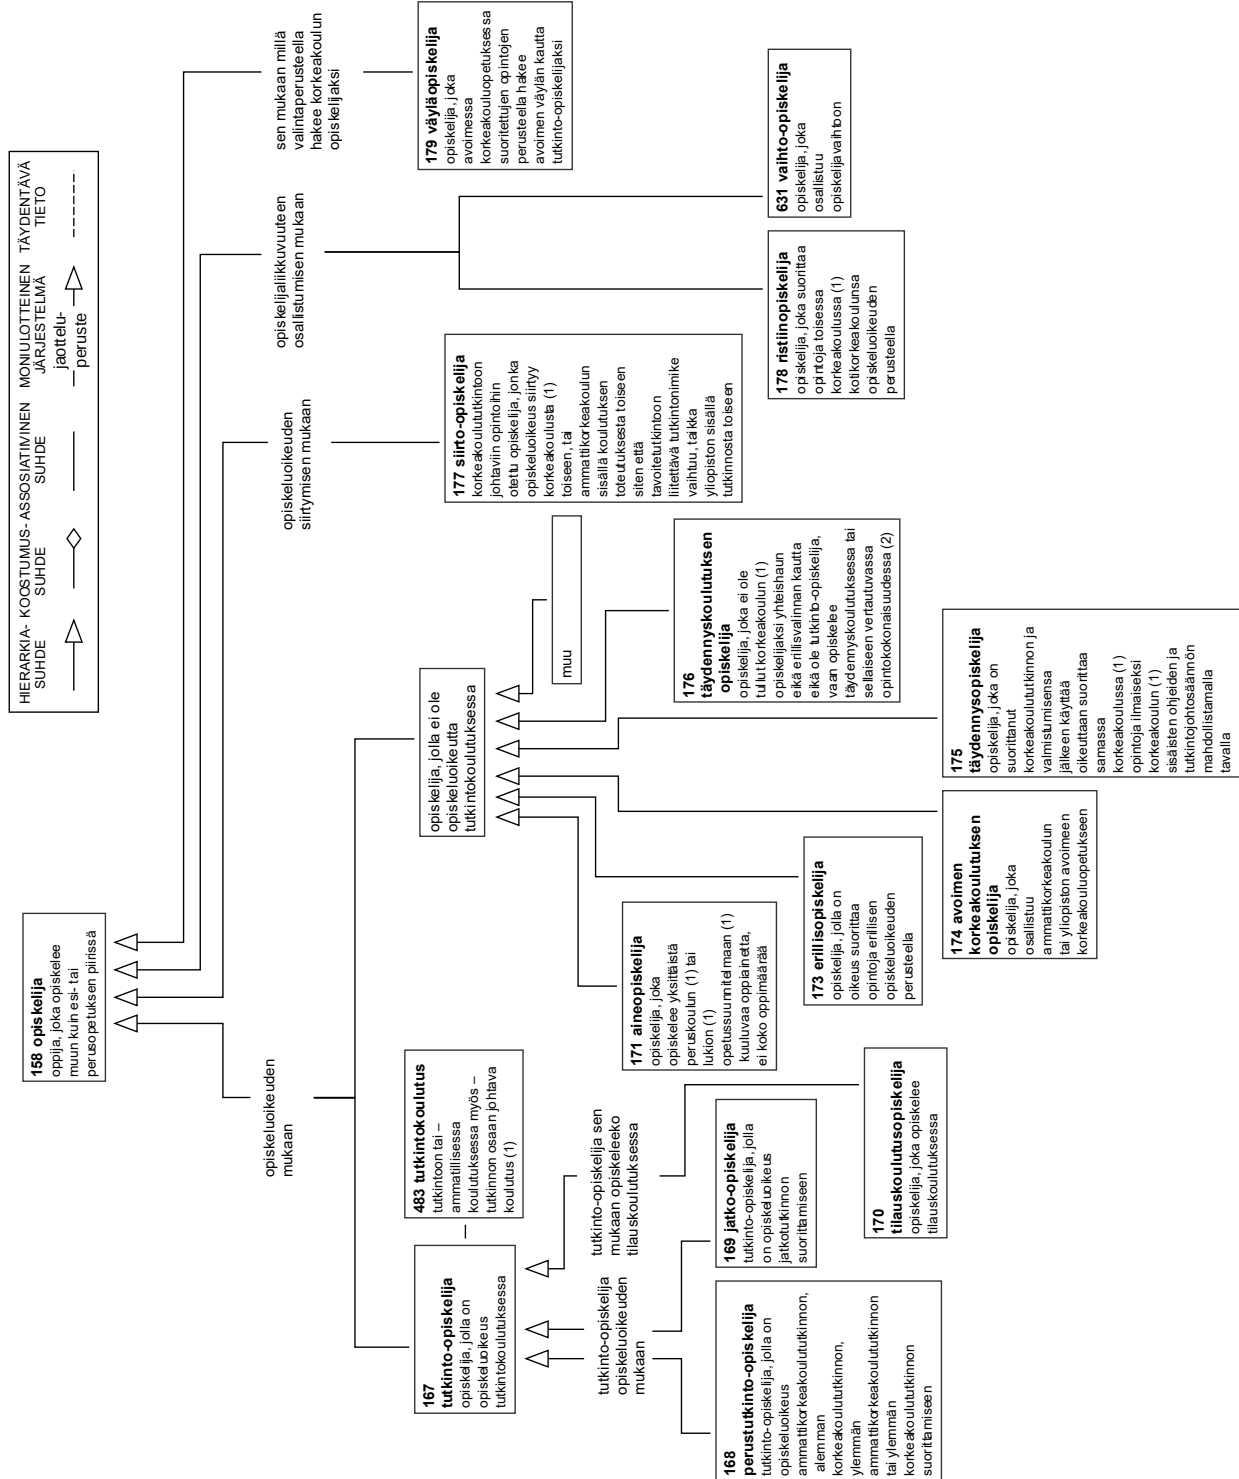 HIERARKIA-
SUHDE
KOOSTUMUS-
SUHDE
ASSOSIATIIVINEN
SUHDE
MONIULOTTEINEN
JÄRJESTELMÄ
jaottelu-
peruste
TÄYDENTÄVÄ
TIETO
158 opiskelija
oppija, joka opiskelee
muun kuin esi- tai
perusopetuksen piirissä
opiskeluoikeuden
mukaan
opiskeluoikeuden
siirtymisen mukaan
opiskelijaliikkuvuuteen
osallistumisen mukaan
sen mukaan millä
valintaperusteella
hakee korkeakoulun
opiskelijaksi
167
tutkinto-opiskelija
opiskelija, jolla on
opiskeluoikeus
tutkintokoulutuksessa
483 tutkintokoulutus
tutkintoon tai –
ammatillisessa
koulutuksessa myös –
tutkinnon osaan johtava
koulutus (1)
opiskelija, jolla ei ole
opiskeluoikeutta
tutkintokoulutuksessa
177 siirto-opiskelija
korkeakoulututkintoon
johtaviin opintoihin
otettu opiskelija, jonka
opiskeluoikeus siirtyy
korkeakoulusta (1)
toiseen, tai
ammattikorkeakoulun
sisällä koulutuksen
toteutuksesta toiseen
siten että
tavoitetutkintoon
liitettävä tutkintonimike
vaihtuu, taikka
yliopiston sisällä
tutkinnosta toiseen
179 väyläopiskelija
opiskelija, joka
avoimessa
korkeakouluopetuksessa
suoritettujen opintojen
perusteella hakee
avoimen väylän kautta
tutkinto-opiskelijaksi
tutkinto-opiskelija
opiskeluoikeuden
mukaan
tutkinto-opiskelija sen
mukaan opiskeleeko
tilauskoulutuksessa
171 aineopiskelija
opiskelija, joka
opiskelee yksittäistä
peruskoulun (1) tai
lukion (1)
opetussuunnitelmaan (1)
kuuluvaa oppiainetta,
ei koko oppimäärää
muu
176
täydennyskoulutuksen
opiskelija
opiskelija, joka ei ole
tullut korkeakoulun (1)
opiskelijaksi yhteishaun
eikä erillisvalinnan kautta
eikä ole tutkinto-opiskelija,
vaan opiskelee
täydennyskoulutuksessa tai
sellaiseen vertautuvassa
opintokokonaisuudessa (2)
178 ristiinopiskelija
opiskelija, joka suorittaa
opintoja toisessa
korkeakoulussa (1)
kotikorkeakoulunsa
opiskeluoikeuden
perusteella
631 vaihto-opiskelija
opiskelija, joka
osallistuu
opiskelijavaihtoon
168
perustutkinto-opiskelija
tutkinto-opiskelija, jolla on
opiskeluoikeus
ammattikorkeakoulututkinnon,
alemman
korkeakoulututkinnon,
ylemmän
ammattikorkeakoulututkinnon
tai ylemmän
korkeakoulututkinnon
suorittamiseen
169 jatko-opiskelija
tutkinto-opiskelija, jolla
on opiskeluoikeus
jatkotutkinnon
suorittamiseen
170
tilauskoulutusopiskelija
opiskelija, joka opiskelee
tilauskoulutuksessa
173 erillisopiskelija
opiskelija, jolla on
oikeus suorittaa
opintoja erillisen
opiskeluoikeuden
perusteella
174 avoimen
korkeakoulutuksen
opiskelija
opiskelija, joka
osallistuu
ammattikorkeakoulun
tai yliopiston avoimeen
korkeakouluopetukseen
175
täydennysopiskelija
opiskelija, joka on
suorittanut
korkeakoulututkinnon ja
valmistumisensa
jälkeen käyttää
oikeuttaan suorittaa
samassa
korkeakoulussa (1)
opintoja ilmaiseksi
korkeakoulun (1)
sisäisten ohjeiden ja
tutkintojohtosäännön
mahdollistamalla
tavalla